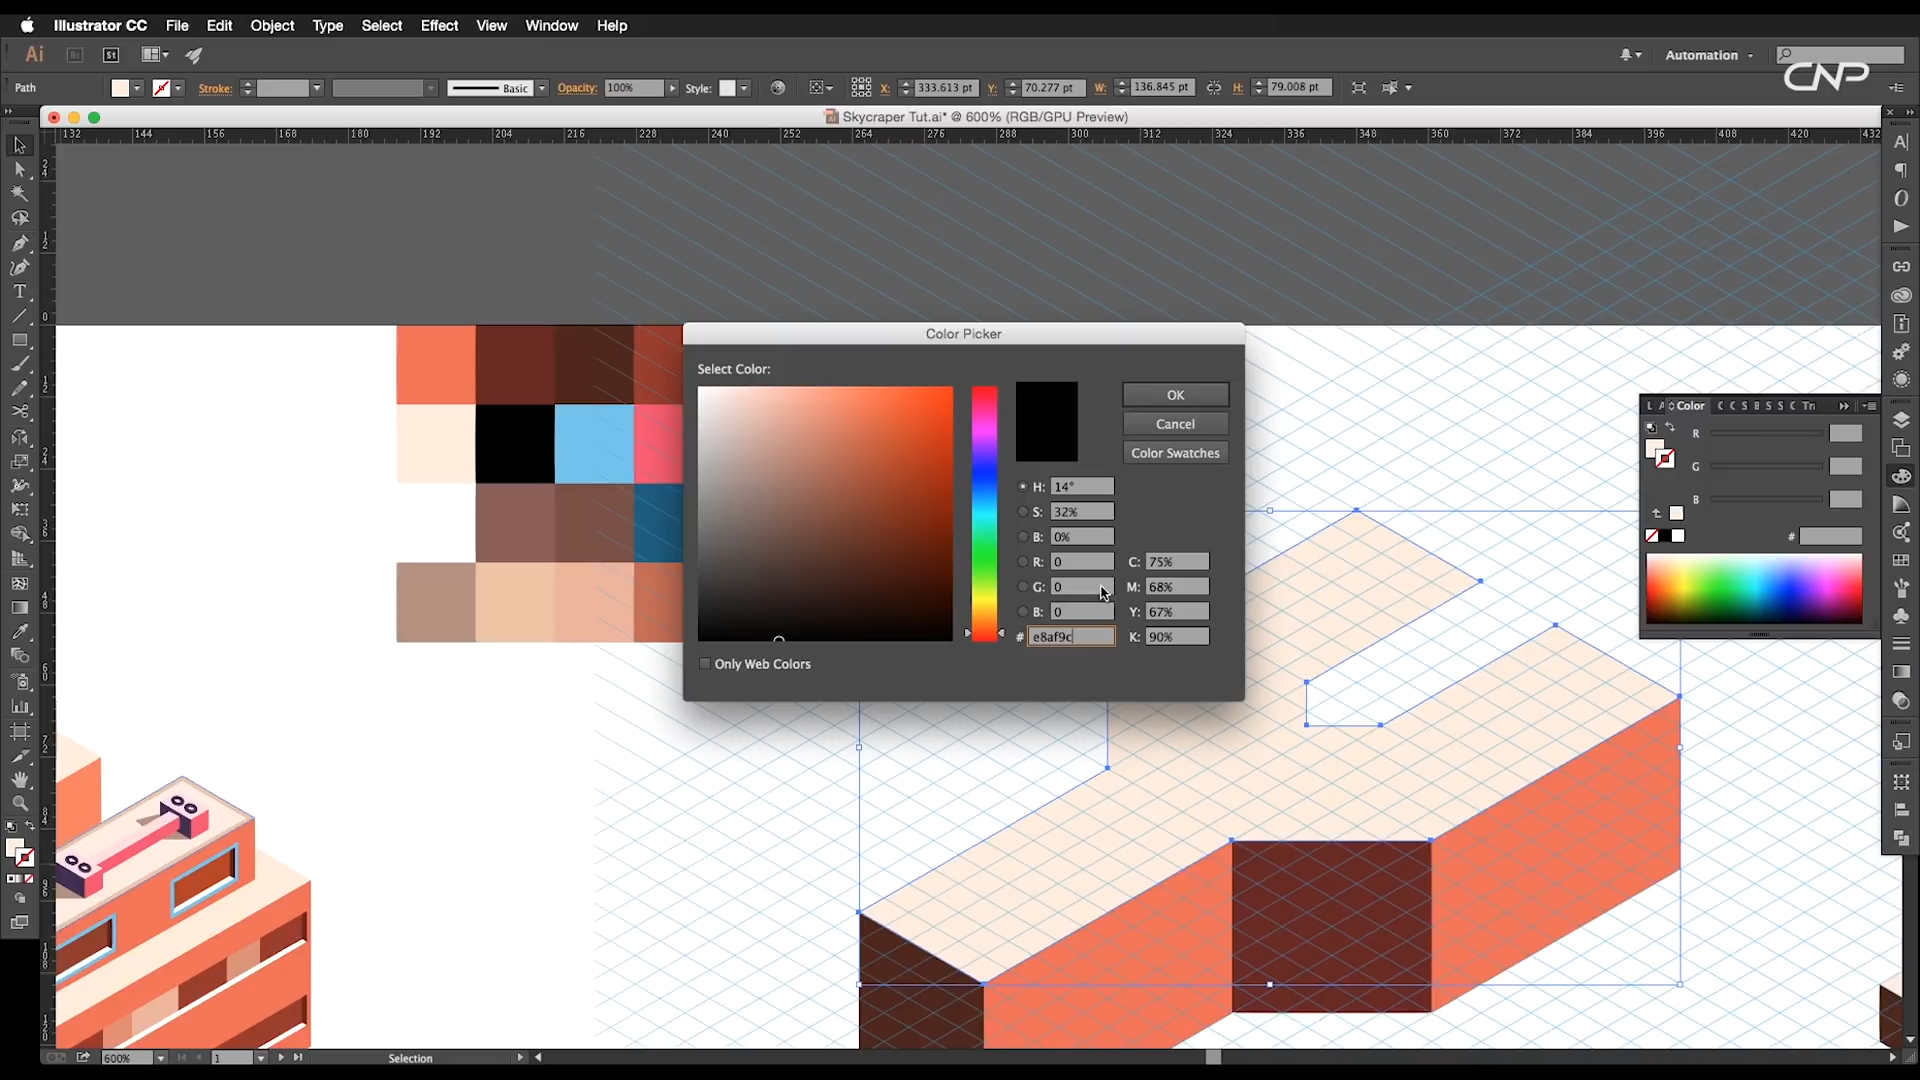 Illustrator CC File Edit Object Type Select Effect View Window Help
Ai Br St Automation
CNP
Path Stroke: Basic Opacity: 100% Style: X: 333.613 pt Y: 70.277 pt W: 136.845 pt H: 79.008 pt
Skycraper Tut.ai* @ 600% (RGB/GPU Preview)
132 144 156 168 180 192 204 216 228 240 252 264 276 288 300 312 324 336 348 360 372 384 396 408 420 432
Color Picker
Select Color:
OK
Cancel
Color Swatches
H: 14°
S: 32%
B: 0%
R: 0 C: 75%
G: 0 M: 68%
B: 0 Y: 67%
# e8af9c K: 90%
Only Web Colors
Color
R
G
B
#
600% 1 Selection